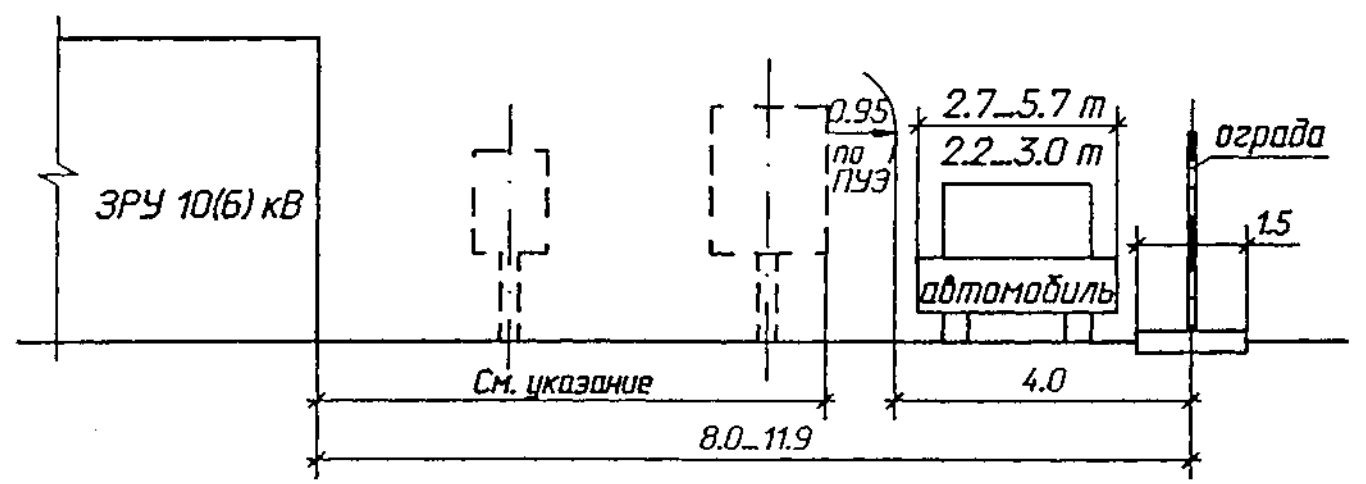 ЗРУ 10(6) кВ
0.95
по
ПУЭ
2.7...5.7 т
2.2...3.0 т
автомобиль
ограда
1.5
См. указание
4.0
8.0...11.9